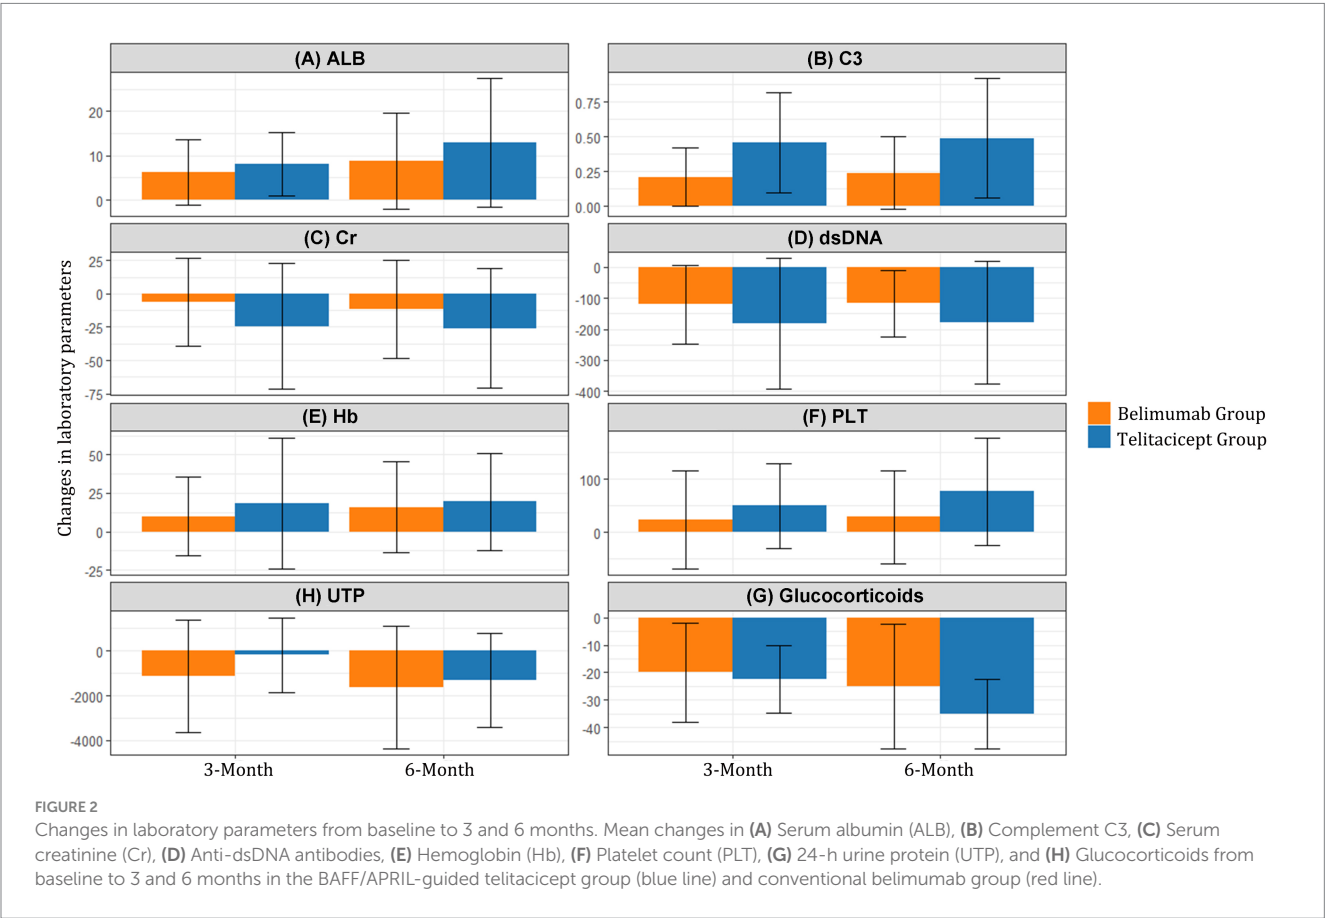 (A) ALB
(B) C3
20
10
0
0.75
0.50
0.25
0.00
(C) Cr
(D) dsDNA
25
0
-25
-50
-75
0
-100
-200
-300
-400
Changes in laboratory parameters
(E) Hb
(F) PLT
50
25
0
-25
100
0
Belimumab Group
Telitacicept Group
(H) UTP
(G) Glucocorticoids
0
-2000
-4000
0
-10
-20
-30
-40
3-Month
6-Month
3-Month
6-Month
FIGURE 2
Changes in laboratory parameters from baseline to 3 and 6 months. Mean changes in (A) Serum albumin (ALB), (B) Complement C3, (C) Serum
creatinine (Cr), (D) Anti-dsDNA antibodies, (E) Hemoglobin (Hb), (F) Platelet count (PLT), (G) 24-h urine protein (UTP), and (H) Glucocorticoids from
baseline to 3 and 6 months in the BAFF/APRIL-guided telitacicept group (blue line) and conventional belimumab group (red line).